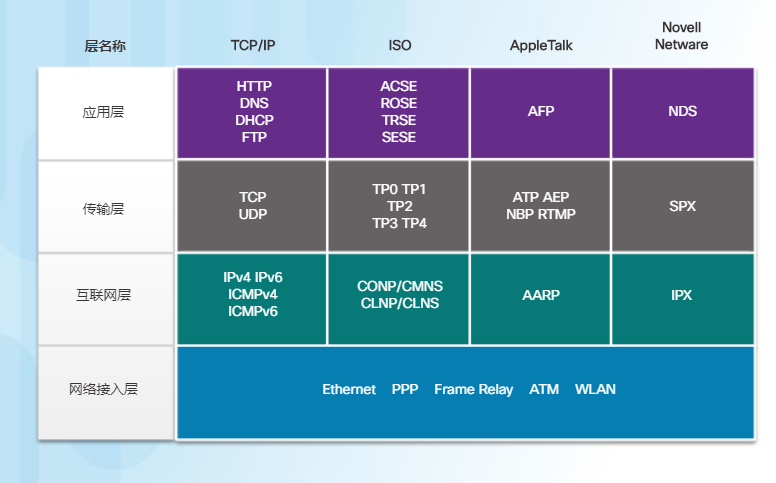 层名称
TCP/IP
ISO
AppleTalk
Novell
Netware
应用层
HTTP
DNS
DHCP
FTP
ACSE
ROSE
TRSE
SESE
AFP
NDS
传输层
TCP
UDP
TP0 TP1
TP2
TP3 TP4
ATP AEP
NBP RTMP
SPX
互联网层
IPv4 IPv6
ICMPv4
ICMPv6
CONP/CMNS
CLNP/CLNS
AARP
IPX
网络接入层
Ethernet PPP Frame Relay ATM WLAN